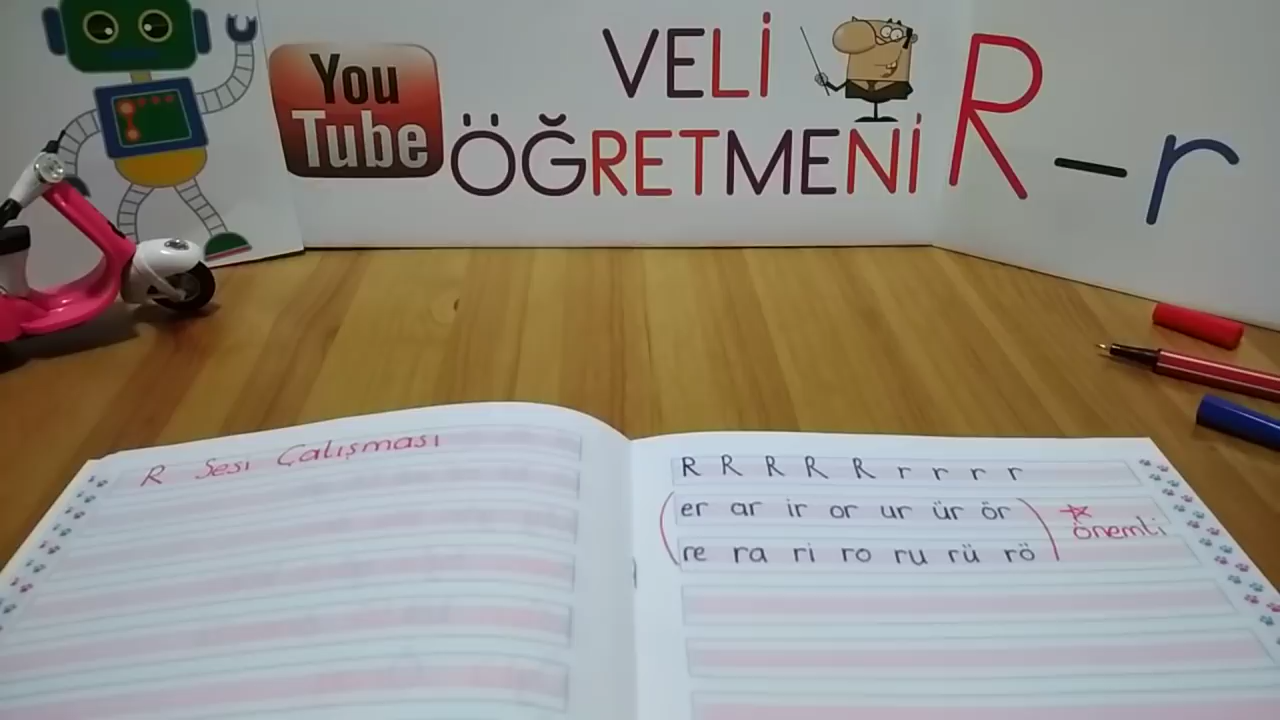 You
Tube
VELİ
ÖĞRETMENİ
R-r
R Sesi Çalışması
R R R R R r r r r
er ar ir or ur ür ör
re ra ri ro ru rü rö
önemli